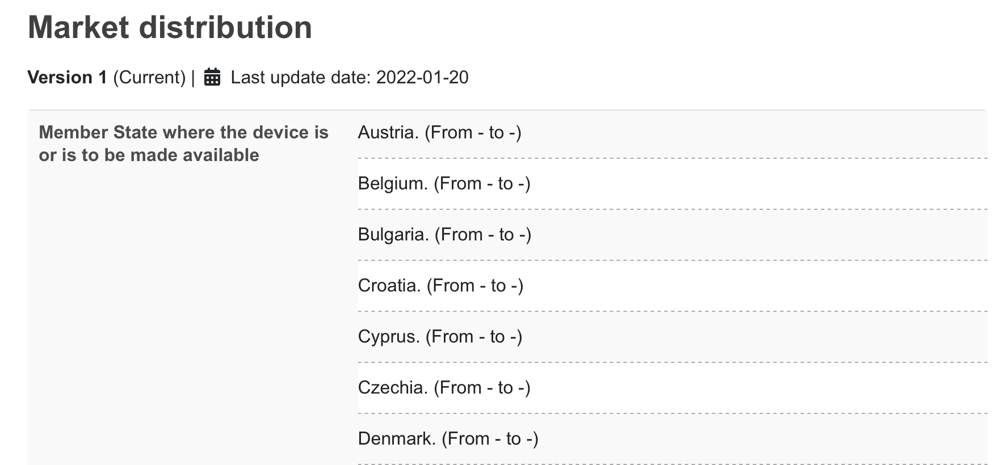 Market distribution
Version 1 (Current) | Last update date: 2022-01-20
Member State where the device is
or is to be made available
Austria. (From - to -)
Belgium. (From - to -)
Bulgaria. (From - to -)
Croatia. (From - to -)
Cyprus. (From - to -)
Czechia. (From - to -)
Denmark. (From - to -)